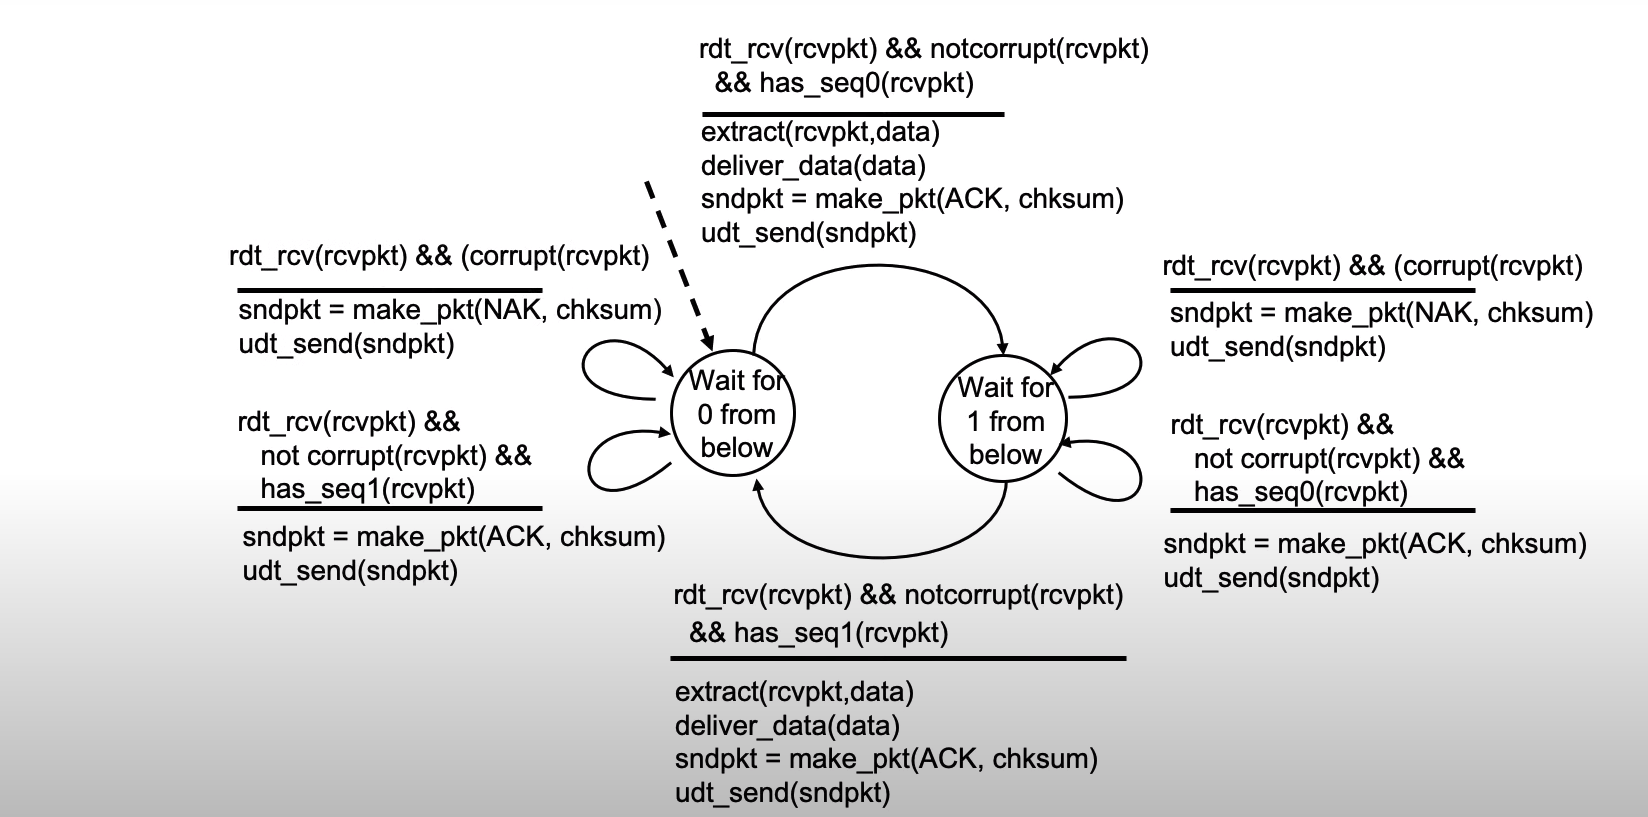 rdt_rcv(rcvpkt) && notcorrupt(rcvpkt)
&& has_seq0(rcvpkt)
extract(rcvpkt,data)
deliver_data(data)
sndpkt = make_pkt(ACK, chksum)
udt_send(sndpkt)
rdt_rcv(rcvpkt) && (corrupt(rcvpkt)
sndpkt = make_pkt(NAK, chksum)
udt_send(sndpkt)
rdt_rcv(rcvpkt) &&
not corrupt(rcvpkt) &&
has_seq1(rcvpkt)
sndpkt = make_pkt(ACK, chksum)
udt_send(sndpkt)
Wait for
0 from
below
Wait for
1 from
below
rdt_rcv(rcvpkt) && (corrupt(rcvpkt)
sndpkt = make_pkt(NAK, chksum)
udt_send(sndpkt)
rdt_rcv(rcvpkt) &&
not corrupt(rcvpkt) &&
has_seq0(rcvpkt)
sndpkt = make_pkt(ACK, chksum)
udt_send(sndpkt)
rdt_rcv(rcvpkt) && notcorrupt(rcvpkt)
&& has_seq1(rcvpkt)
extract(rcvpkt,data)
deliver_data(data)
sndpkt = make_pkt(ACK, chksum)
udt_send(sndpkt)